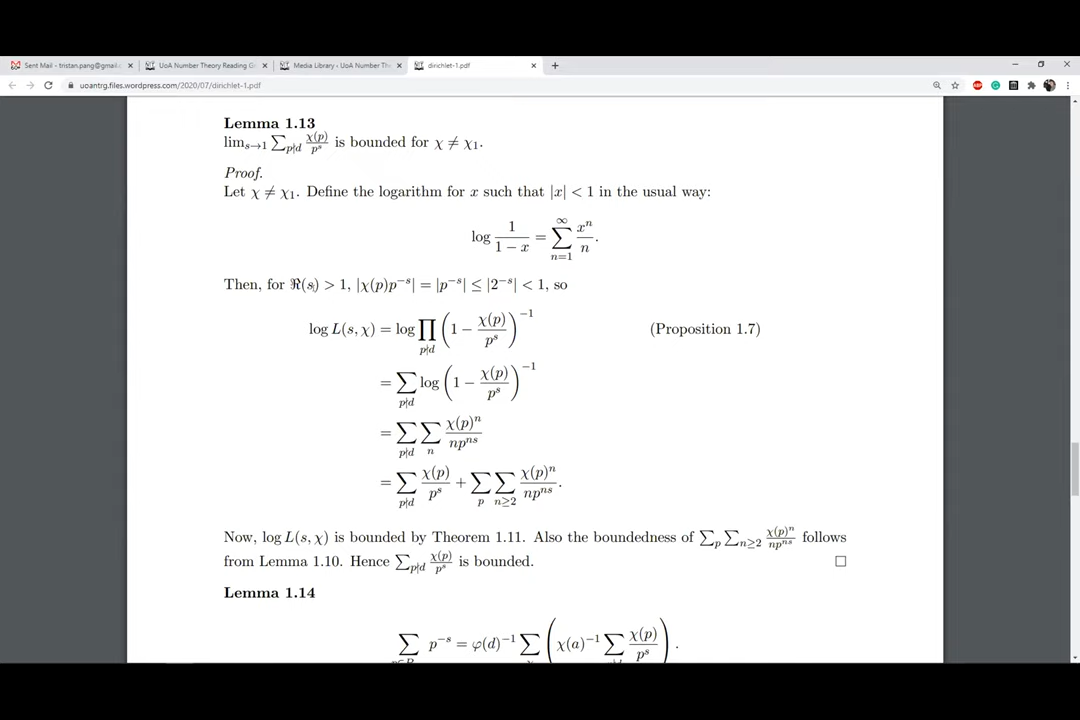 Sent Mail - tristan.pang@gmail.c
UoA Number Theory Reading Gr
Media Library ‹ UoA Number Th
dirichlet-1.pdf
uoantrg.files.wordpress.com/2020/07/dirichlet-1.pdf
Lemma 1.13
lim_{s→1} ∑_{p∤d} χ(p)/p^s is bounded for χ ≠ χ₁.
Proof.
Let χ ≠ χ₁. Define the logarithm for x such that |x| < 1 in the usual way:
log 1/(1 − x) = ∑_{n=1}^{∞} x^n/n.
Then, for ℜ(s) > 1, |χ(p)p^{−s}| = |p^{−s}| ≤ |2^{−s}| < 1, so
log L(s, χ) = log ∏_{p∤d} (1 − χ(p)/p^s)^{−1} (Proposition 1.7)
= ∑_{p∤d} log (1 − χ(p)/p^s)^{−1}
= ∑_{p∤d} ∑_n χ(p)^n/np^{ns}
= ∑_{p∤d} χ(p)/p^s + ∑_p ∑_{n≥2} χ(p)^n/np^{ns}.
Now, log L(s, χ) is bounded by Theorem 1.11. Also the boundedness of ∑_p ∑_{n≥2} χ(p)^n/np^{ns} follows
from Lemma 1.10. Hence ∑_{p∤d} χ(p)/p^s is bounded. □
Lemma 1.14
∑ p^{−s} = φ(d)^{−1} ∑ (χ(a)^{−1} ∑ χ(p)/p^s).